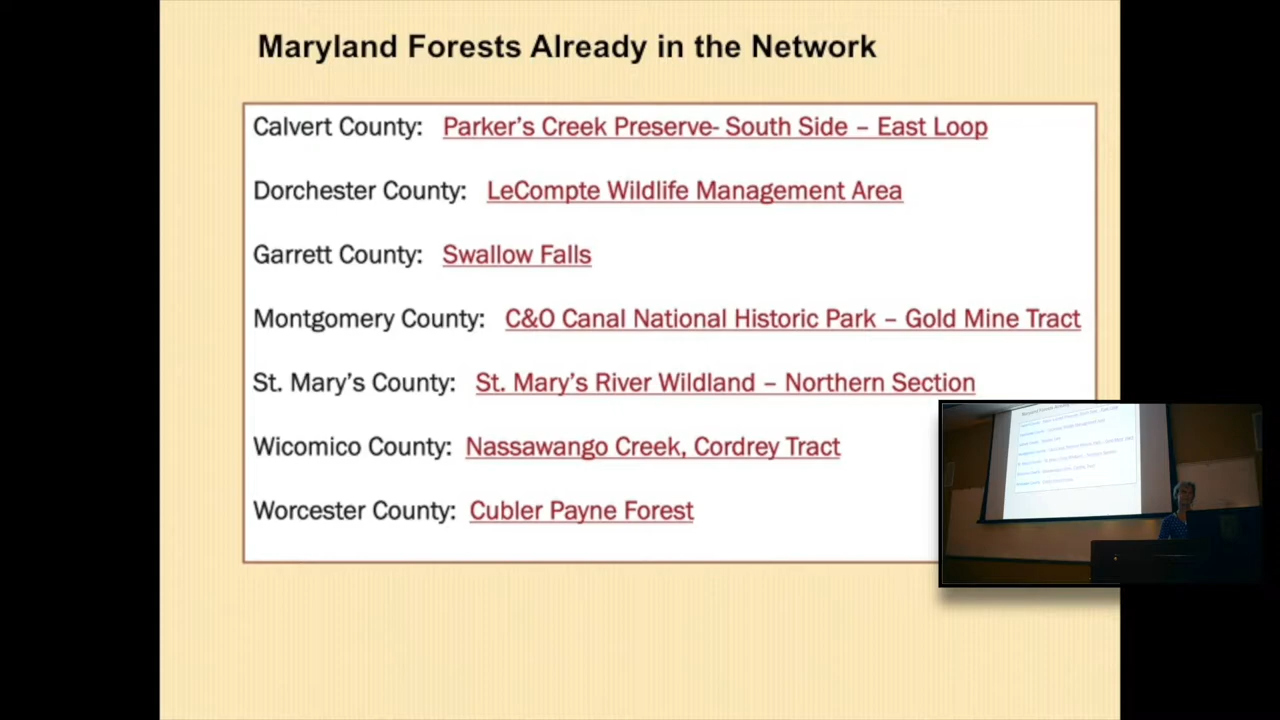 Maryland Forests Already in the Network
Calvert County: Parker's Creek Preserve- South Side – East Loop
Dorchester County: LeCompte Wildlife Management Area
Garrett County: Swallow Falls
Montgomery County: C&O Canal National Historic Park – Gold Mine Tract
St. Mary's County: St. Mary's River Wildland – Northern Section
Wicomico County: Nassawango Creek, Cordrey Tract
Worcester County: Cubler Payne Forest